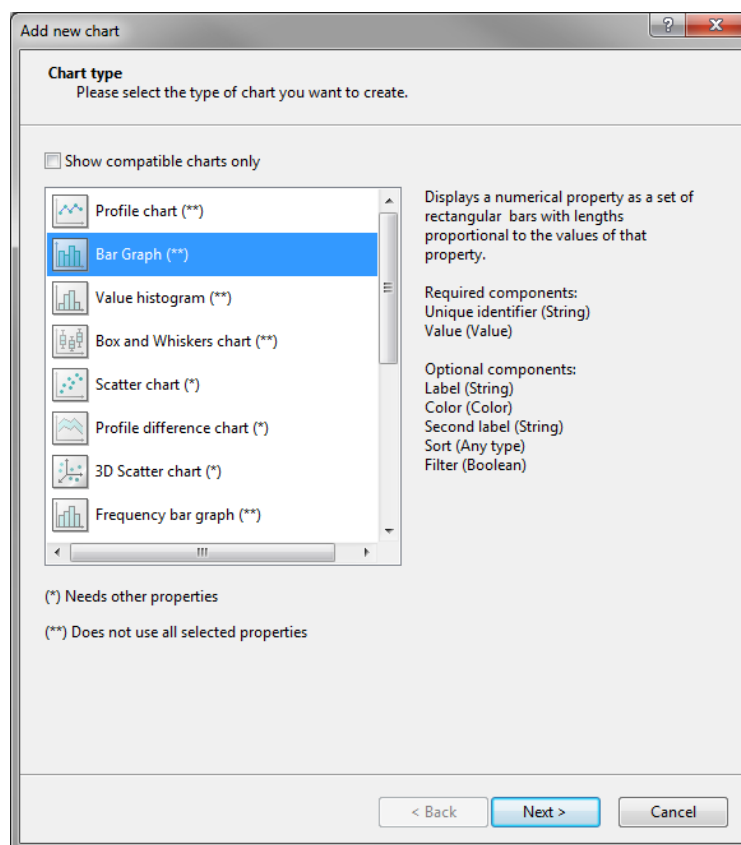 Add new chart
?
Chart type
Please select the type of chart you want to create.
Show compatible charts only
Profile chart (**)
Bar Graph (**)
Value histogram (**)
Box and Whiskers chart (**)
Scatter chart (*)
Profile difference chart (*)
3D Scatter chart (*)
Frequency bar graph (**)
Displays a numerical property as a set of
rectangular bars with lengths
proportional to the values of that
property.
Required components:
Unique identifier (String)
Value (Value)
Optional components:
Label (String)
Color (Color)
Second label (String)
Sort (Any type)
Filter (Boolean)
(*) Needs other properties
(**) Does not use all selected properties
< Back
Next >
Cancel